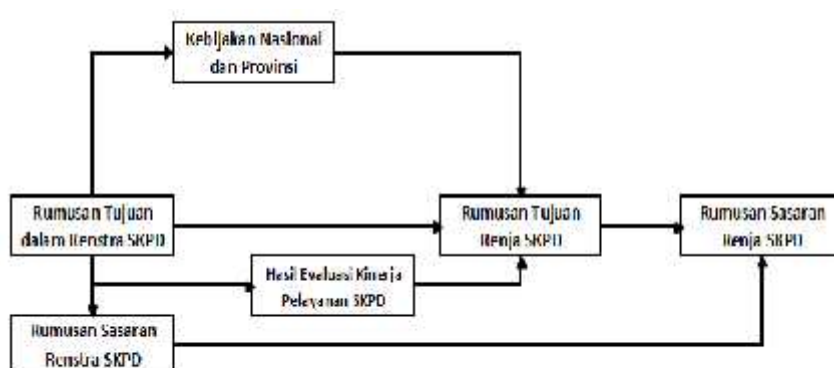 Kebijakan Nasional
dan Provinsi
Rumusan Tujuan
dalam Renstra SKPD
Rumusan Tujuan
Renja SKPD
Rumusan Sasaran
Renja SKPD
Hasil Evaluasi Kinerja
Pelayanan SKPD
Rumusan Sasaran
Renstra SKPD